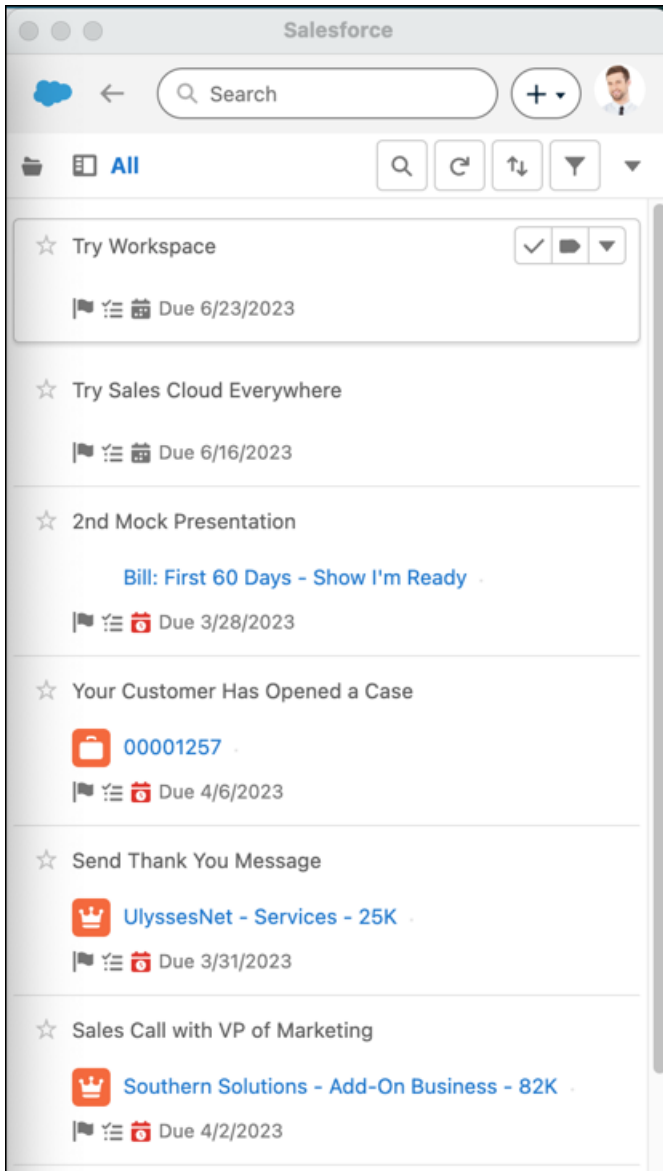 Salesforce
Search
All
Try Workspace
Due 6/23/2023
Try Sales Cloud Everywhere
Due 6/16/2023
2nd Mock Presentation
Bill: First 60 Days - Show I'm Ready
Due 3/28/2023
Your Customer Has Opened a Case
00001257
Due 4/6/2023
Send Thank You Message
UlyssesNet - Services - 25K
Due 3/31/2023
Sales Call with VP of Marketing
Southern Solutions - Add-On Business - 82K
Due 4/2/2023